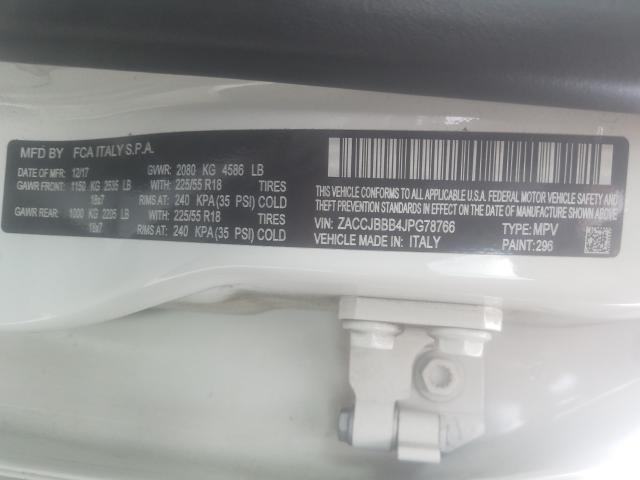 MFD BY FCA ITALY S.P.A.
DATE OF MFR: 12/17 GVWR: 2080 KG 4586 LB
GAWR FRONT: 1150 KG 2535 LB WITH: 225/55 R18 TIRES
18x7 RIMS AT: 240 KPA (35 PSI) COLD
GAWR REAR: 1000 KG 2205 LB WITH: 225/55 R18 TIRES
18x7 RIMS AT: 240 KPA (35 PSI) COLD
THIS VEHICLE CONFORMS TO ALL APPLICABLE U.S.A. FEDERAL MOTOR VEHICLE SAFETY, BUMPER, AND
THEFT PREVENTION STANDARDS IN EFFECT ON THE DATE OF MANUFACTURE SHOWN ABOVE.
VIN: ZACCJBBB4JPG78766 TYPE: MPV
VEHICLE MADE IN: ITALY PAINT: 296